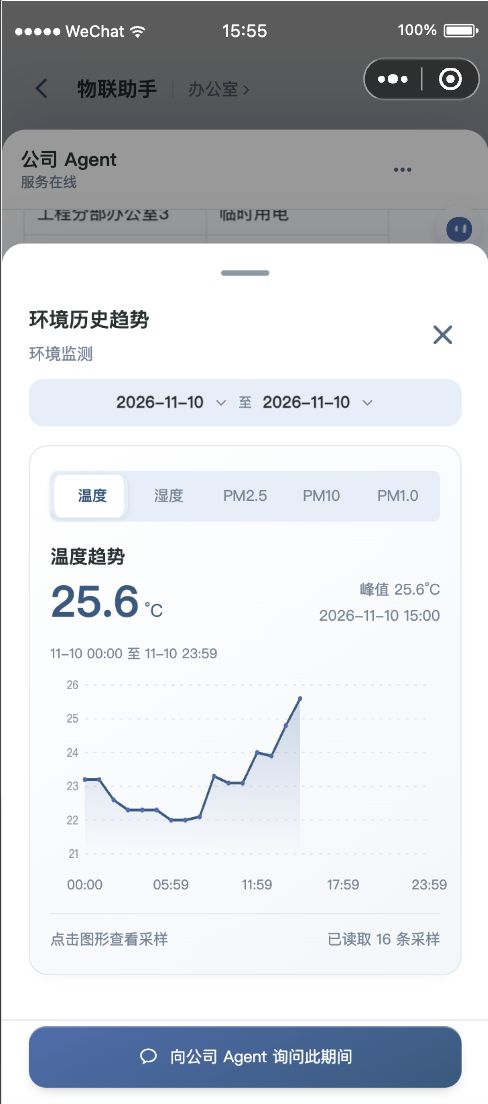 WeChat
15:55
100%
物联助手
办公室
公司 Agent
服务在线
工程分部办公室3
临时用电
环境历史趋势
环境监测
2026-11-10 至 2026-11-10
温度 湿度 PM2.5 PM10 PM1.0
温度趋势
25.6 °C
峰值 25.6°C
2026-11-10 15:00
11-10 00:00 至 11-10 23:59
26
25
24
23
22
21
00:00 05:59 11:59 17:59 23:59
点击图形查看采样
已读取 16 条采样
向公司 Agent 询问此期间